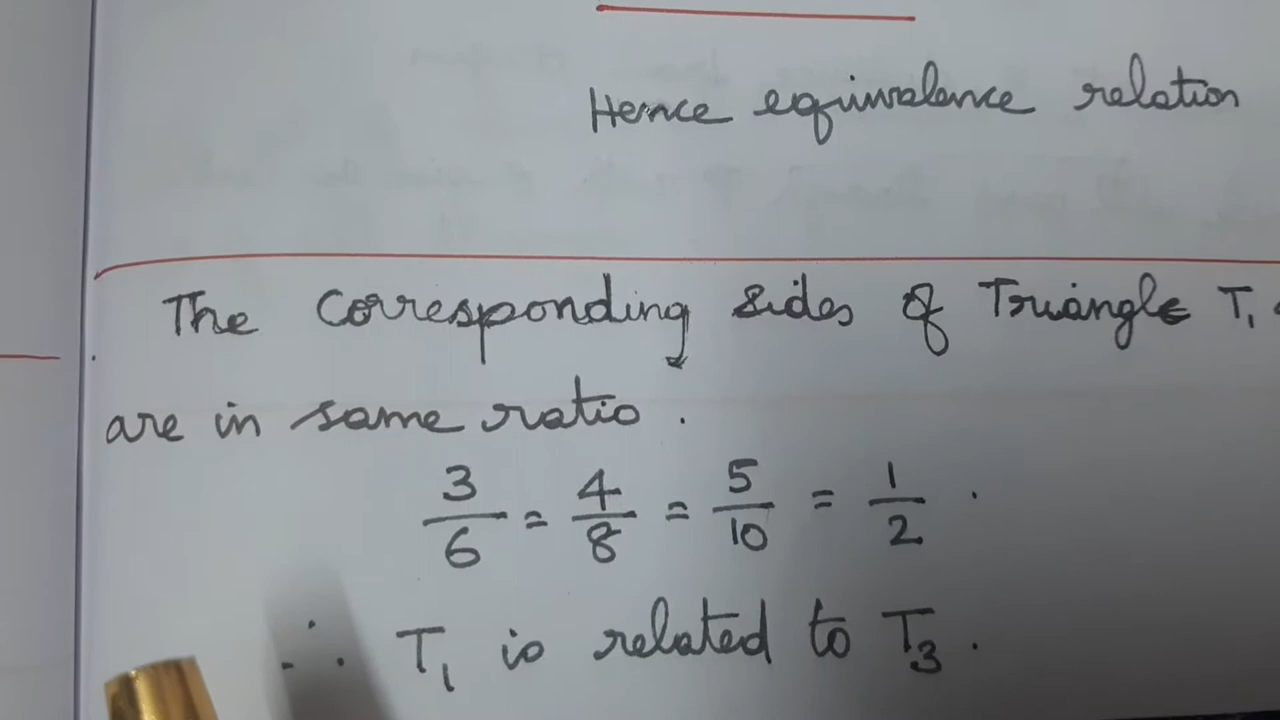 Hence equivalence relation
The corresponding sides of Triangle T₁
are in same ratio.
3/6 = 4/8 = 5/10 = 1/2.
∴ T₁ is related to T₃.